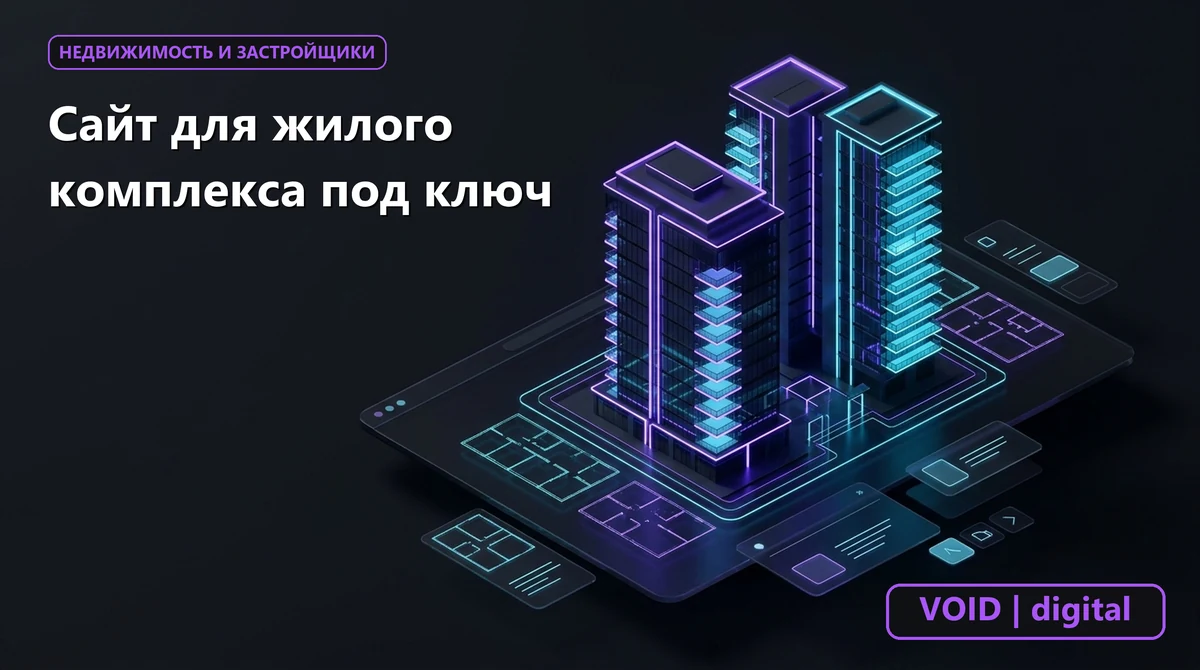 НЕДВИЖИМОСТЬ И ЗАСТРОЙЩИКИ
Сайт для жилого
комплекса под ключ
VOID | digital